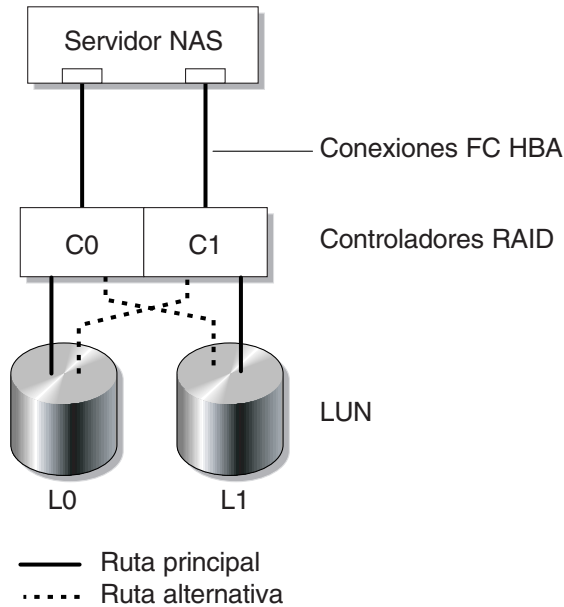 Servidor NAS
Conexiones FC HBA
C0
C1
Controladores RAID
LUN
L0
L1
Ruta principal
Ruta alternativa